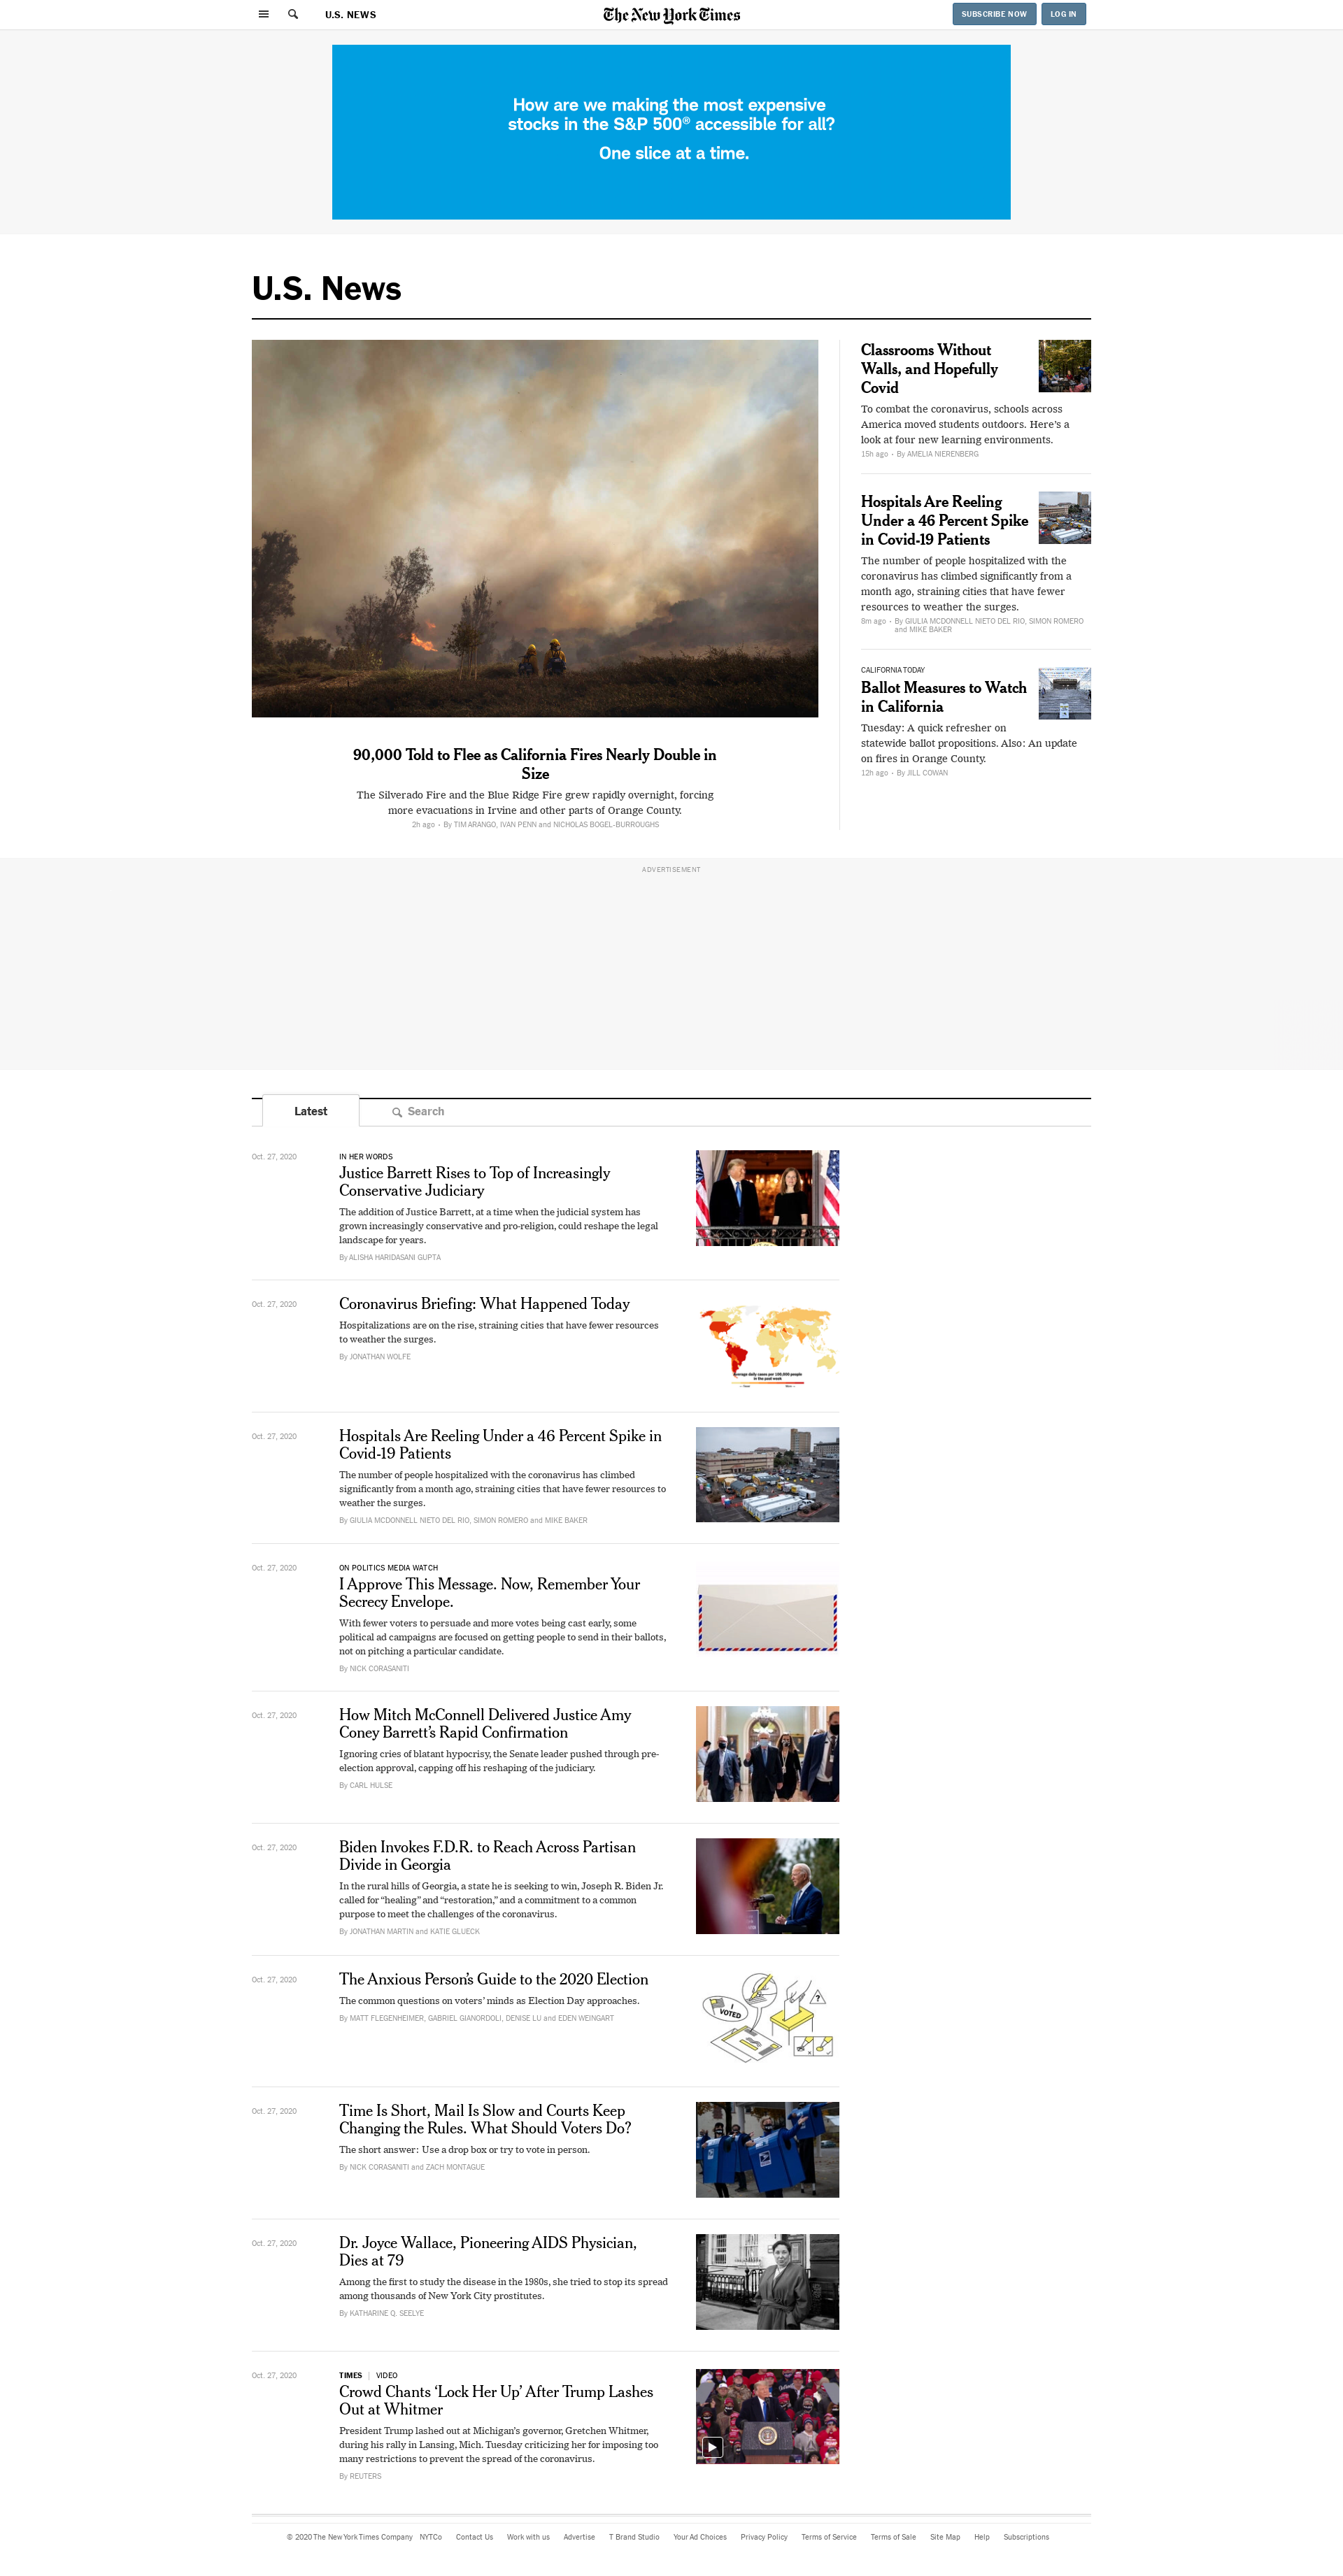 U.S. NEWS
The New York Times
SUBSCRIBE NOW
LOG IN
How are we making the most expensive
stocks in the S&P 500® accessible for all?
One slice at a time.
U.S. News
90,000 Told to Flee as California Fires Nearly Double in
Size
The Silverado Fire and the Blue Ridge Fire grew rapidly overnight, forcing
more evacuations in Irvine and other parts of Orange County.
2h ago • By TIM ARANGO, IVAN PENN and NICHOLAS BOGEL-BURROUGHS
Classrooms Without
Walls, and Hopefully
Covid
To combat the coronavirus, schools across
America moved students outdoors. Here’s a
look at four new learning environments.
15h ago • By AMELIA NIERENBERG
Hospitals Are Reeling
Under a 46 Percent Spike
in Covid-19 Patients
The number of people hospitalized with the
coronavirus has climbed significantly from a
month ago, straining cities that have fewer
resources to weather the surges.
8m ago • By GIULIA MCDONNELL NIETO DEL RIO, SIMON ROMERO
and MIKE BAKER
CALIFORNIA TODAY
Ballot Measures to Watch
in California
Tuesday: A quick refresher on
statewide ballot propositions. Also: An update
on fires in Orange County.
12h ago • By JILL COWAN
ADVERTISEMENT
Latest
Search
Oct. 27, 2020
IN HER WORDS
Justice Barrett Rises to Top of Increasingly
Conservative Judiciary
The addition of Justice Barrett, at a time when the judicial system has
grown increasingly conservative and pro-religion, could reshape the legal
landscape for years.
By ALISHA HARIDASANI GUPTA
Oct. 27, 2020
Coronavirus Briefing: What Happened Today
Hospitalizations are on the rise, straining cities that have fewer resources
to weather the surges.
By JONATHAN WOLFE
Average daily cases per 100,000 people
in the past week
Oct. 27, 2020
Hospitals Are Reeling Under a 46 Percent Spike in
Covid-19 Patients
The number of people hospitalized with the coronavirus has climbed
significantly from a month ago, straining cities that have fewer resources to
weather the surges.
By GIULIA MCDONNELL NIETO DEL RIO, SIMON ROMERO and MIKE BAKER
Oct. 27, 2020
ON POLITICS MEDIA WATCH
I Approve This Message. Now, Remember Your
Secrecy Envelope.
With fewer voters to persuade and more votes being cast early, some
political ad campaigns are focused on getting people to send in their ballots,
not on pitching a particular candidate.
By NICK CORASANITI
Oct. 27, 2020
How Mitch McConnell Delivered Justice Amy
Coney Barrett’s Rapid Confirmation
Ignoring cries of blatant hypocrisy, the Senate leader pushed through pre-
election approval, capping off his reshaping of the judiciary.
By CARL HULSE
Oct. 27, 2020
Biden Invokes F.D.R. to Reach Across Partisan
Divide in Georgia
In the rural hills of Georgia, a state he is seeking to win, Joseph R. Biden Jr.
called for “healing” and “restoration,” and a commitment to a common
purpose to meet the challenges of the coronavirus.
By JONATHAN MARTIN and KATIE GLUECK
Oct. 27, 2020
The Anxious Person’s Guide to the 2020 Election
The common questions on voters’ minds as Election Day approaches.
By MATT FLEGENHEIMER, GABRIEL GIANORDOLI, DENISE LU and EDEN WEINGART
I
VOTED
?
Oct. 27, 2020
Time Is Short, Mail Is Slow and Courts Keep
Changing the Rules. What Should Voters Do?
The short answer: Use a drop box or try to vote in person.
By NICK CORASANITI and ZACH MONTAGUE
Oct. 27, 2020
Dr. Joyce Wallace, Pioneering AIDS Physician,
Dies at 79
Among the first to study the disease in the 1980s, she tried to stop its spread
among thousands of New York City prostitutes.
By KATHARINE Q. SEELYE
Oct. 27, 2020
TIMES | VIDEO
Crowd Chants ‘Lock Her Up’ After Trump Lashes
Out at Whitmer
President Trump lashed out at Michigan’s governor, Gretchen Whitmer,
during his rally in Lansing, Mich. Tuesday criticizing her for imposing too
many restrictions to prevent the spread of the coronavirus.
By REUTERS
© 2020 The New York Times Company NYTCo Contact Us Work with us Advertise T Brand Studio Your Ad Choices Privacy Policy Terms of Service Terms of Sale Site Map Help Subscriptions